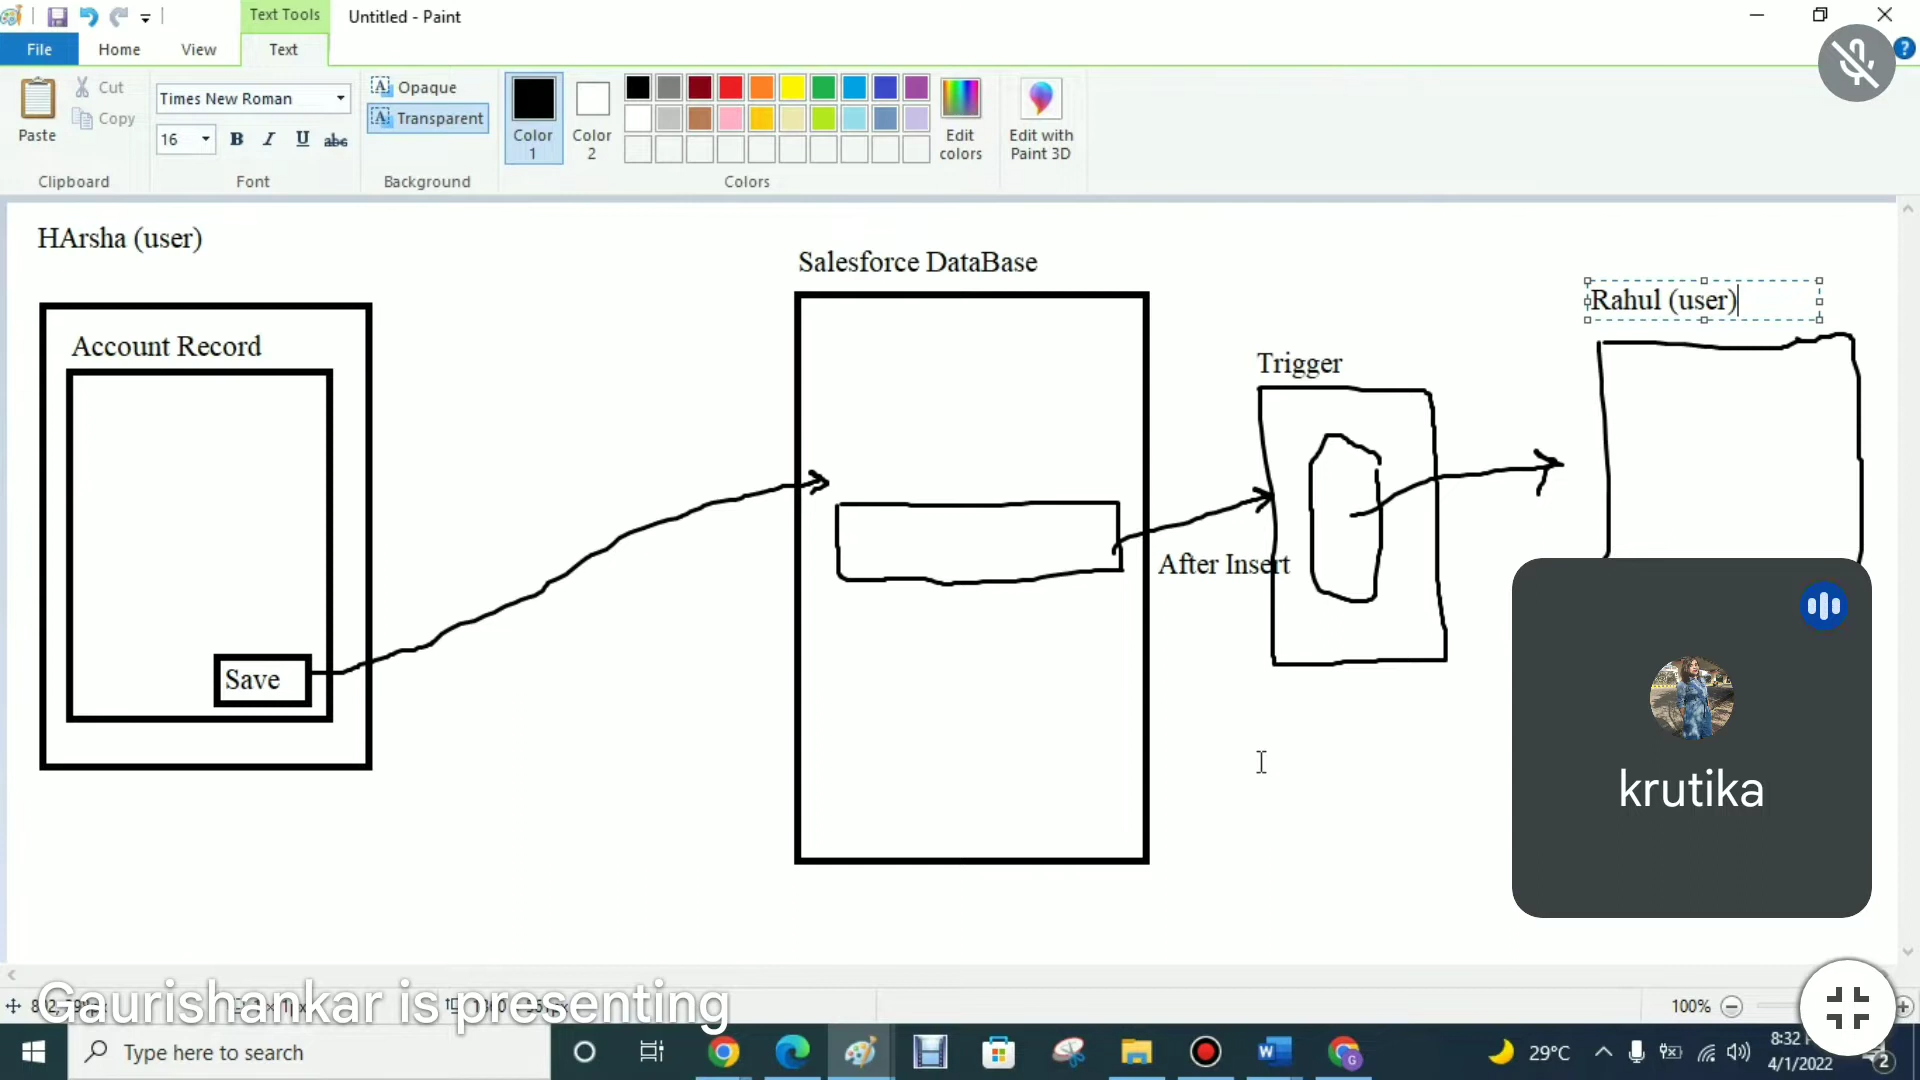 Text Tools
Untitled - Paint
File
Home
View
Text
Paste
Cut
Copy
Clipboard
Times New Roman
16
B
I
U
abc
Font
Opaque
Transparent
Background
Color
1
Color
2
Edit
colors
Colors
Edit with
Paint 3D
HArsha (user)
Account Record
Save
Salesforce DataBase
After Insert
Trigger
Rahul (user)
krutika
Gaurishankar is presenting
100%
Type here to search
29°C
8:32
4/1/2022
2